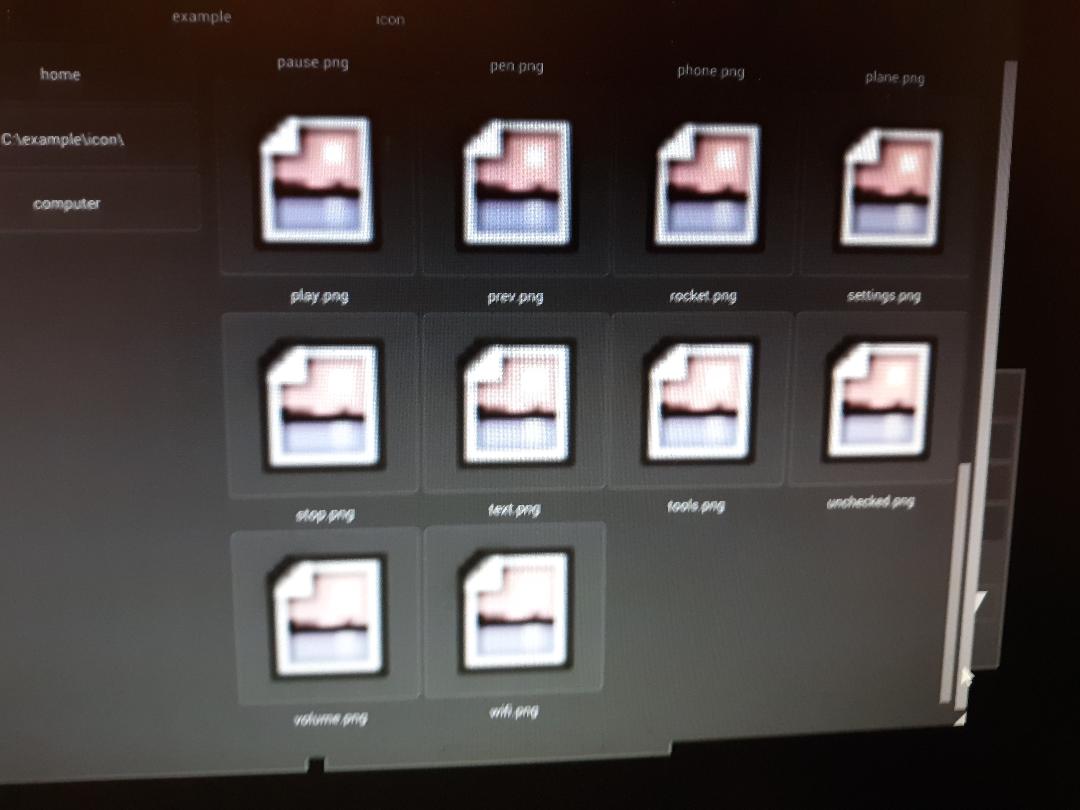 example icon
home
pause.png pen.png phone.png plane.png
C:\example\icon\
computer
play.png prev.png rocket.png settings.png
stop.png text.png tools.png unchecked.png
volume.png wifi.png